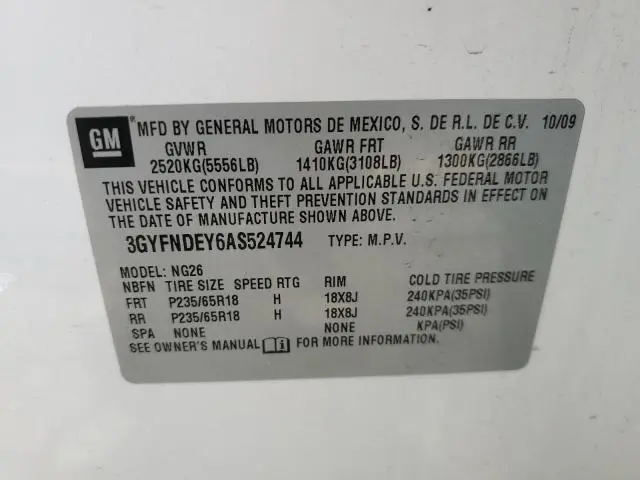 GM ® MFD BY GENERAL MOTORS DE MEXICO, S. DE R.L. DE C.V. 10/09
GVWR GAWR FRT GAWR RR
2520KG(5556LB) 1410KG(3108LB) 1300KG(2866LB)
THIS VEHICLE CONFORMS TO ALL APPLICABLE U.S. FEDERAL MOTOR
VEHICLE SAFETY AND THEFT PREVENTION STANDARDS IN EFFECT ON
THE DATE OF MANUFACTURE SHOWN ABOVE.
3GYFNDEY6AS524744 TYPE: M.P.V.
MODEL: NG26
NBFN TIRE SIZE SPEED RTG RIM COLD TIRE PRESSURE
FRT P235/65R18 H 18X8J 240KPA(35PSI)
RR P235/65R18 H 18X8J 240KPA(35PSI)
SPA NONE NONE KPA(PSI)
SEE OWNER'S MANUAL FOR MORE INFORMATION.